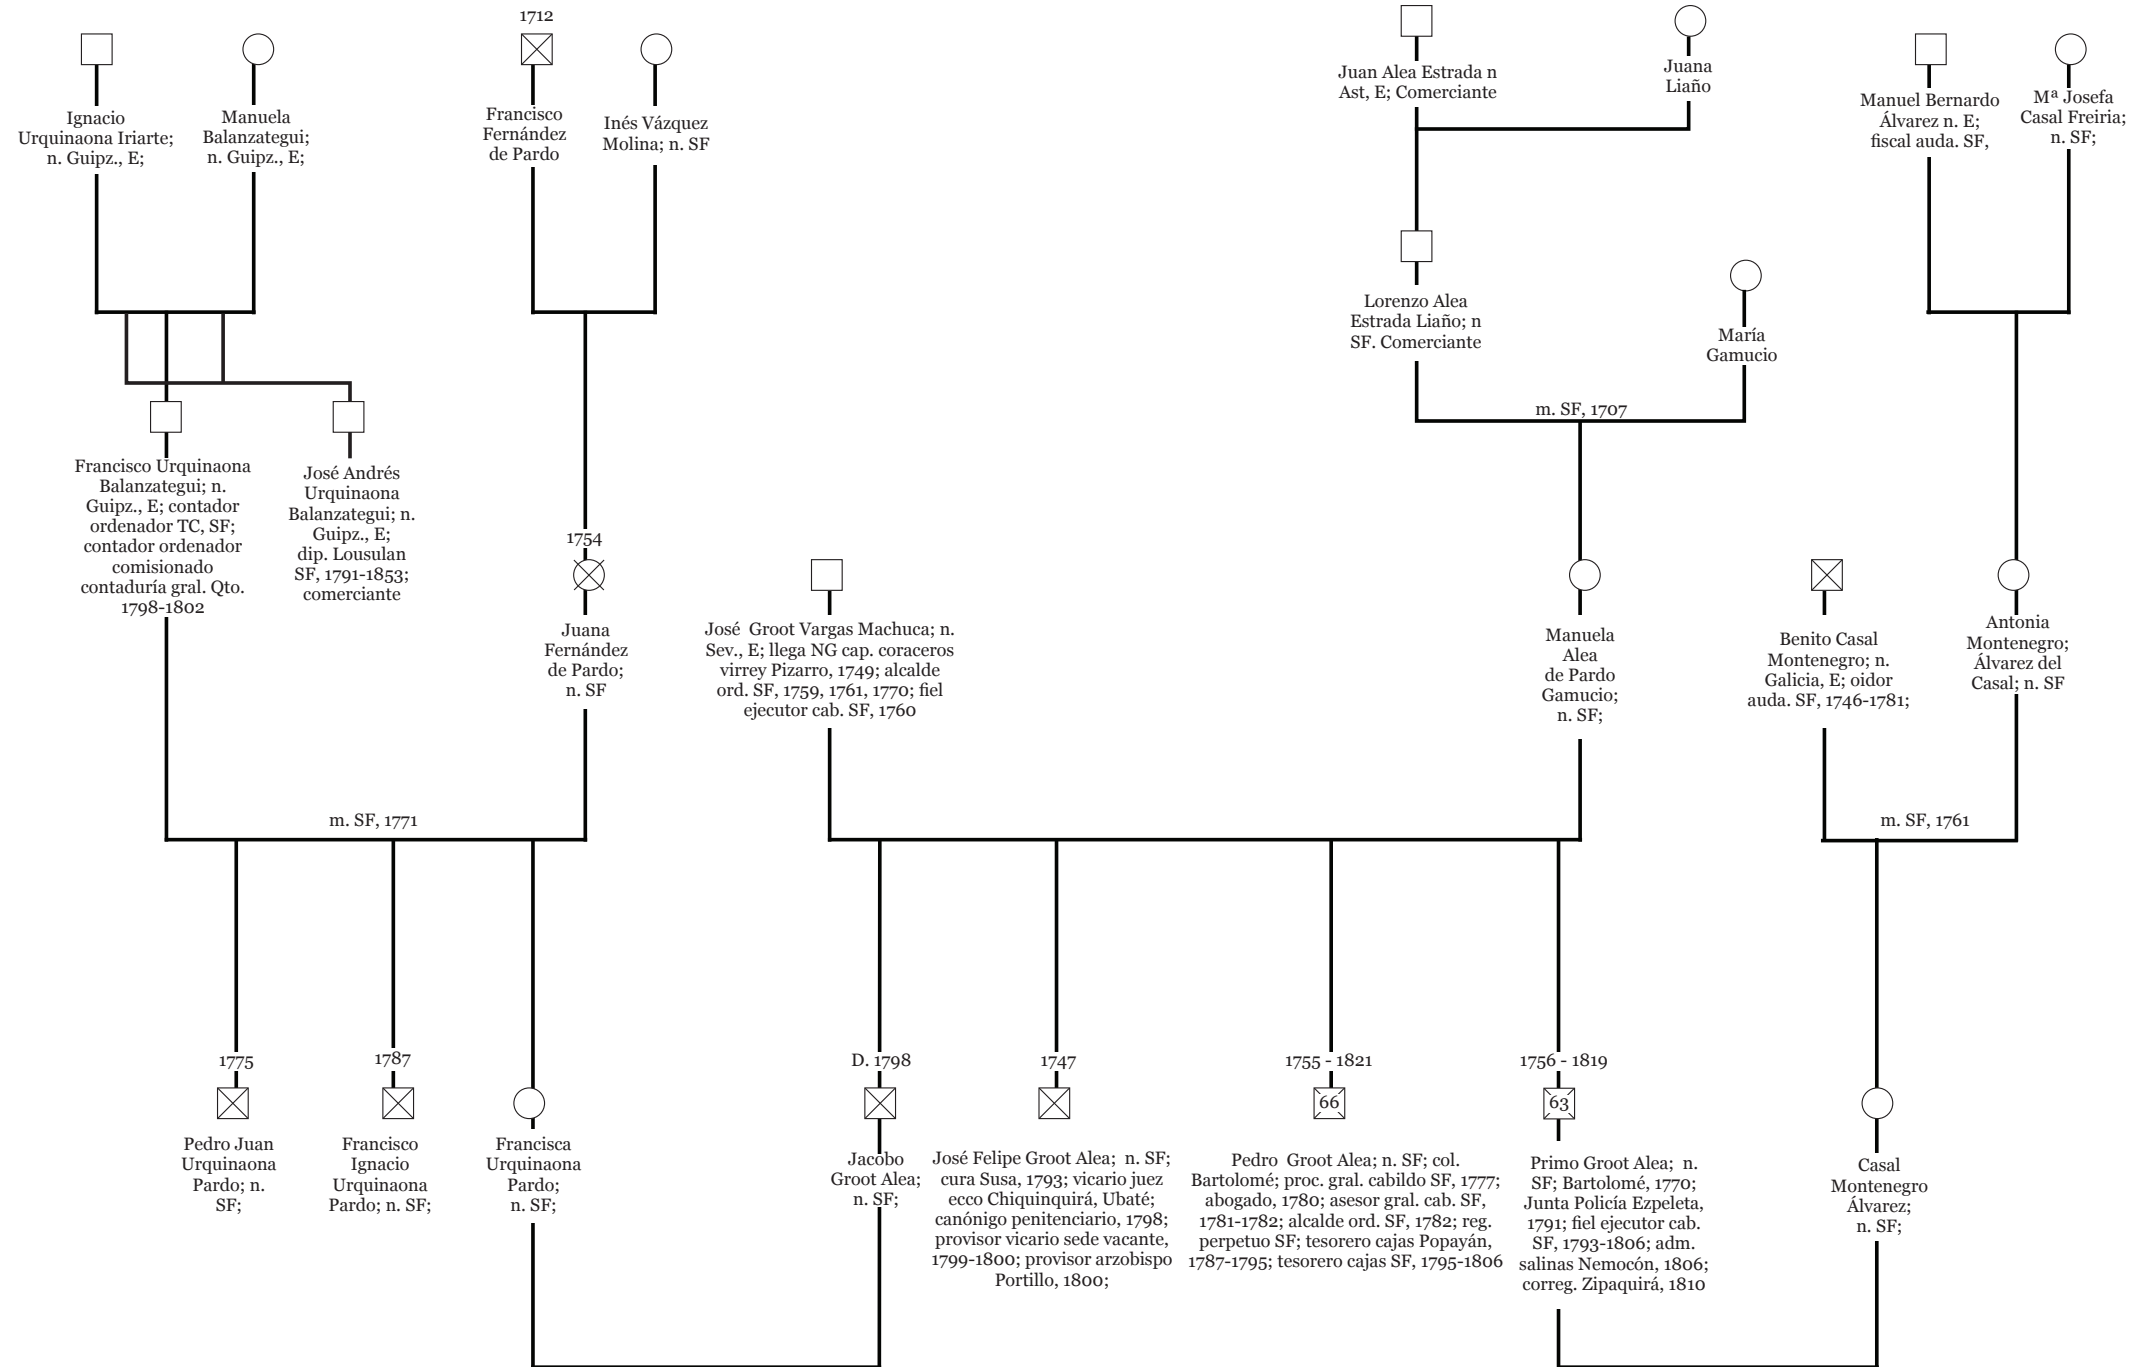 1712
Ignacio
Urquinaona Iriarte;
n. Guipz., E;
Manuela
Balanzategui;
n. Guipz., E;
Francisco
Fernández
de Pardo
Inés Vázquez
Molina; n. SF
Juan Alea Estrada n
Ast, E; Comerciante
Juana
Liaño
Manuel Bernardo
Álvarez n. E;
fiscal auda. SF,
Mª Josefa
Casal Freiria;
n. SF;
Lorenzo Alea
Estrada Liaño; n
SF. Comerciante
María
Gamucio
m. SF, 1707
Francisco Urquinaona
Balanzategui; n.
Guipz., E; contador
ordenador TC, SF;
contador ordenador
comisionado
contaduría gral. Qto.
1798-1802
José Andrés
Urquinaona
Balanzategui; n.
Guipz., E;
dip. Lousulan
SF, 1791-1853;
comerciante
1754
Juana
Fernández
de Pardo;
n. SF
José Groot Vargas Machuca; n.
Sev., E; llega NG cap. coraceros
virrey Pizarro, 1749; alcalde
ord. SF, 1759, 1761, 1770; fiel
ejecutor cab. SF, 1760
Manuela
Alea
de Pardo
Gamucio;
n. SF;
Benito Casal
Montenegro; n.
Galicia, E; oidor
auda. SF, 1746-1781;
Antonia
Montenegro;
Álvarez del
Casal; n. SF
m. SF, 1771
m. SF, 1761
1775
1787
D. 1798
1747
1755 - 1821
1756 - 1819
66
63
Pedro Juan
Urquinaona
Pardo; n.
SF;
Francisco
Ignacio
Urquinaona
Pardo; n. SF;
Francisca
Urquinaona
Pardo;
n. SF;
Jacobo
Groot Alea;
n. SF;
José Felipe Groot Alea; n. SF;
cura Susa, 1793; vicario juez
ecco Chiquinquirá, Ubaté;
canónigo penitenciario, 1798;
provisor vicario sede vacante,
1799-1800; provisor arzobispo
Portillo, 1800;
Pedro Groot Alea; n. SF; col.
Bartolomé; proc. gral. cabildo SF, 1777;
abogado, 1780; asesor gral. cab. SF,
1781-1782; alcalde ord. SF, 1782; reg.
perpetuo SF; tesorero cajas Popayán,
1787-1795; tesorero cajas SF, 1795-1806
Primo Groot Alea; n.
SF; Bartolomé, 1770;
Junta Policía Ezpeleta,
1791; fiel ejecutor cab.
SF, 1793-1806; adm.
salinas Nemocón, 1806;
correg. Zipaquirá, 1810
Casal
Montenegro
Álvarez;
n. SF;